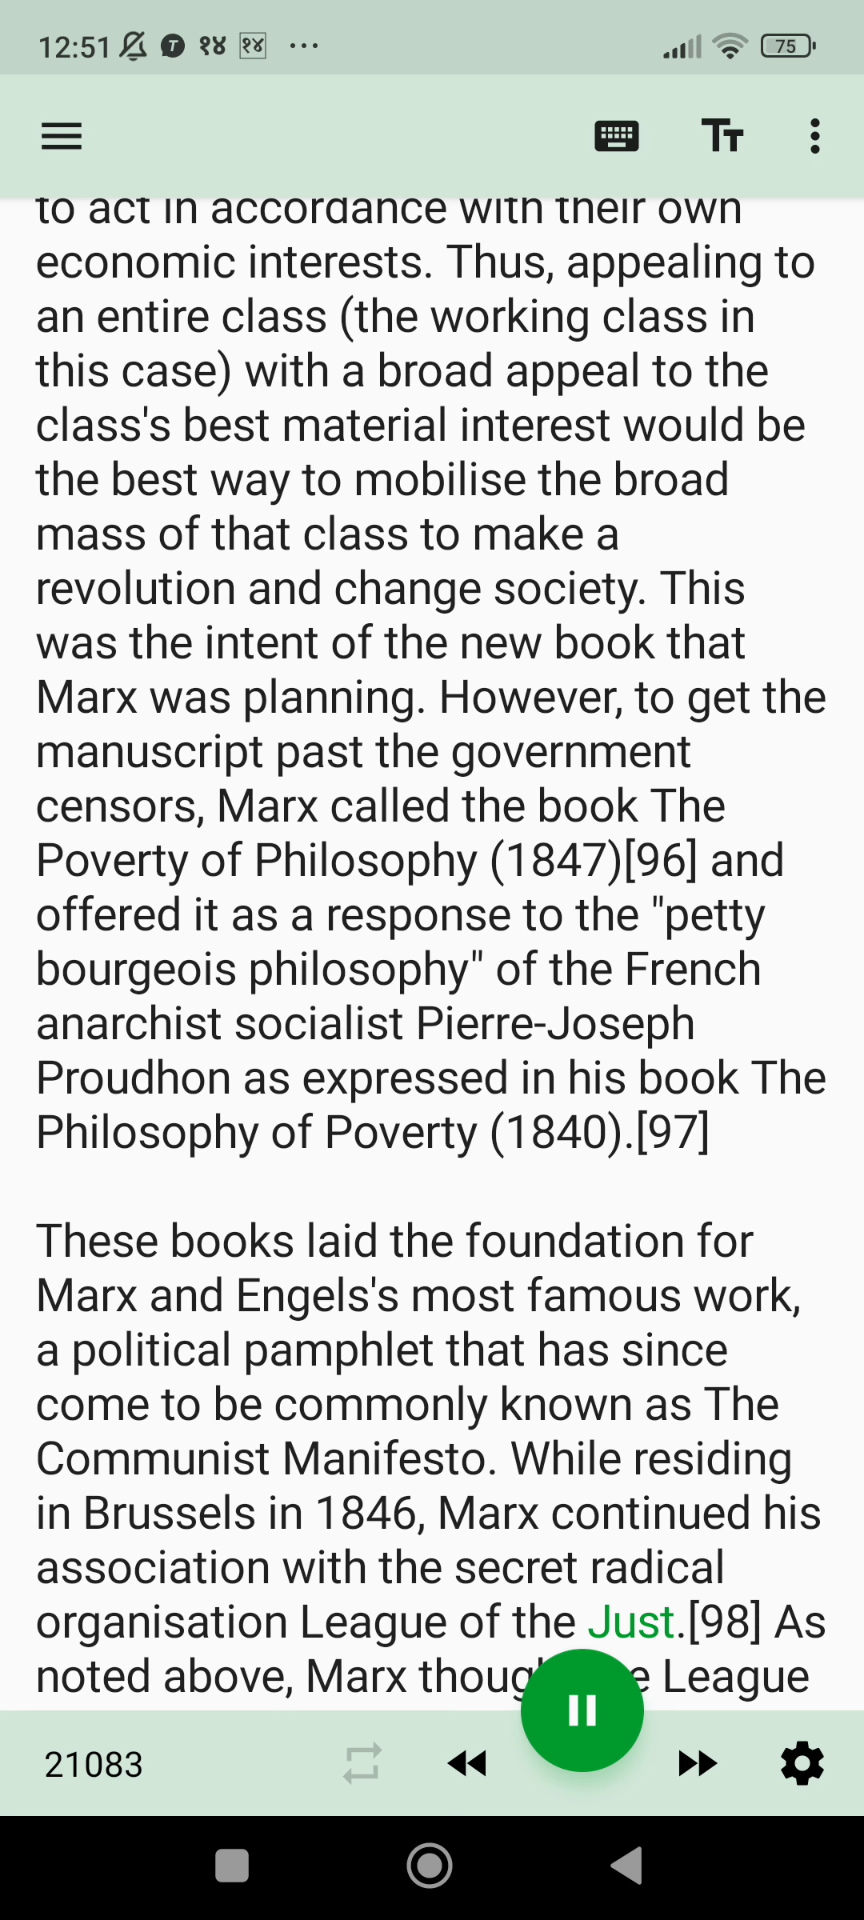 12:51 T १४ १४ ... 75
to act in accordance with their own
economic interests. Thus, appealing to
an entire class (the working class in
this case) with a broad appeal to the
class's best material interest would be
the best way to mobilise the broad
mass of that class to make a
revolution and change society. This
was the intent of the new book that
Marx was planning. However, to get the
manuscript past the government
censors, Marx called the book The
Poverty of Philosophy (1847)[96] and
offered it as a response to the "petty
bourgeois philosophy" of the French
anarchist socialist Pierre-Joseph
Proudhon as expressed in his book The
Philosophy of Poverty (1840).[97]
These books laid the foundation for
Marx and Engels's most famous work,
a political pamphlet that has since
come to be commonly known as The
Communist Manifesto. While residing
in Brussels in 1846, Marx continued his
association with the secret radical
organisation League of the Just.[98] As
noted above, Marx League
21083